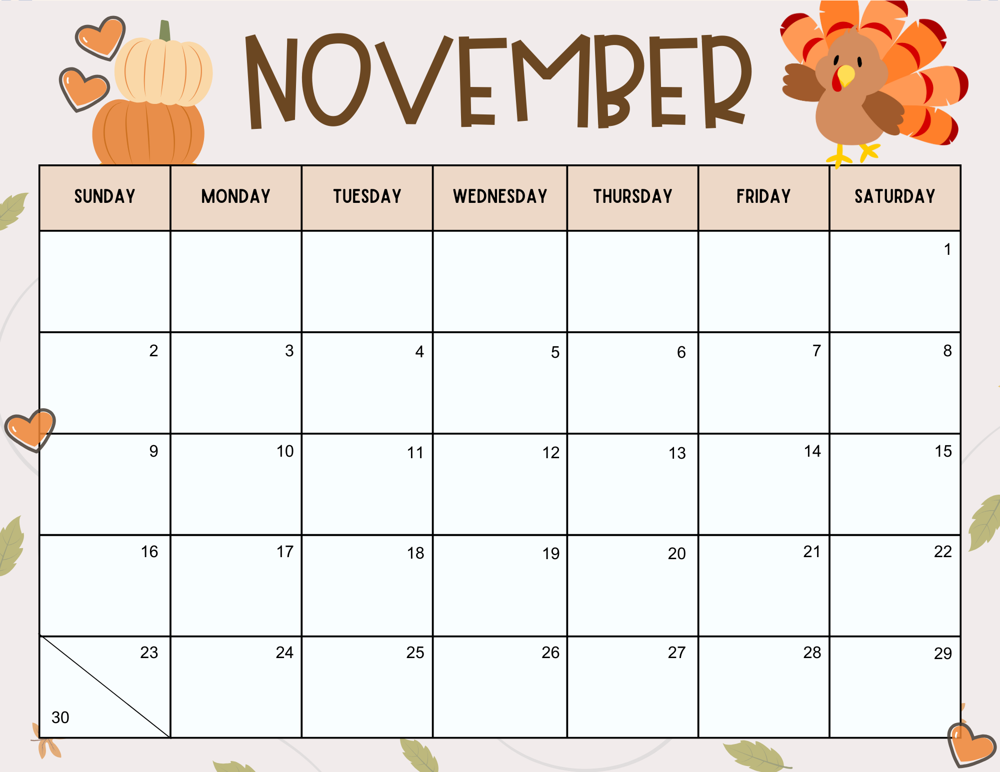 NOVEMBER
SUNDAY MONDAY TUESDAY WEDNESDAY THURSDAY FRIDAY SATURDAY
1
2 3 4 5 6 7 8
9 10 11 12 13 14 15
16 17 18 19 20 21 22
23 24 25 26 27 28 29
30